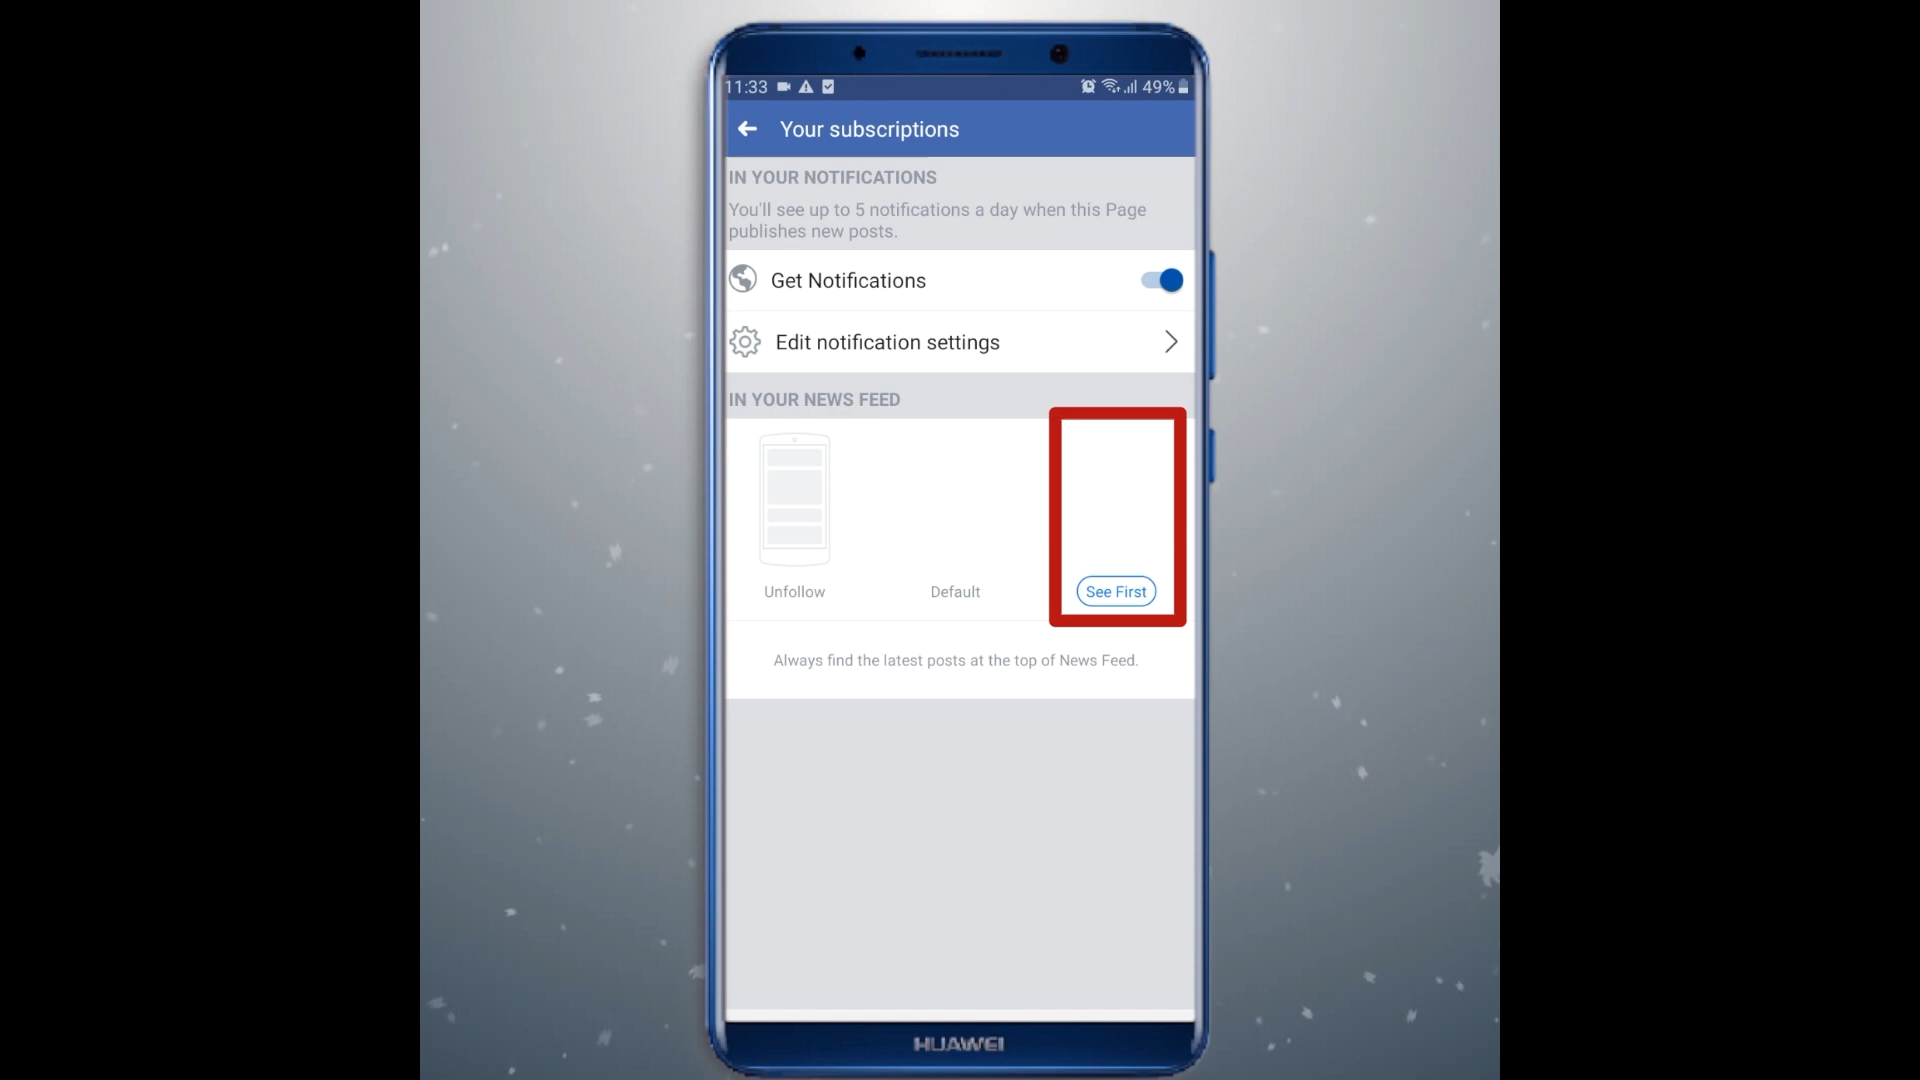 11:33 49%
Your subscriptions
IN YOUR NOTIFICATIONS
You'll see up to 5 notifications a day when this Page
publishes new posts.
Get Notifications
Edit notification settings
IN YOUR NEWS FEED
Unfollow Default See First
Always find the latest posts at the top of News Feed.
HUAWEI